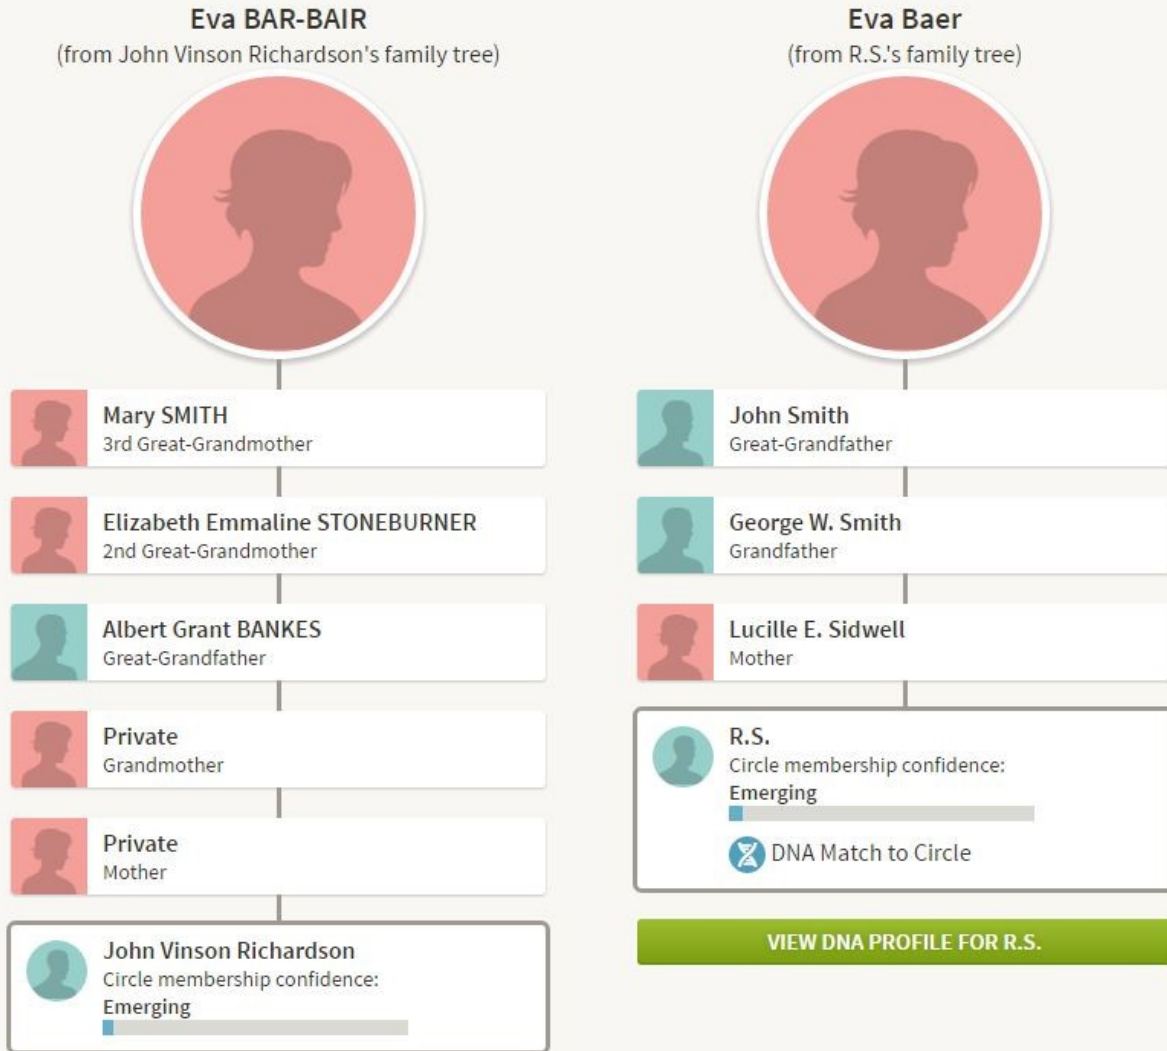 Eva BAR-BAIR
(from John Vinson Richardson's family tree)
Mary SMITH
3rd Great-Grandmother
Elizabeth Emmaline STONEBURNER
2nd Great-Grandmother
Albert Grant BANKES
Great-Grandfather
Private
Grandmother
Private
Mother
John Vinson Richardson
Circle membership confidence:
Emerging
Eva Baer
(from R.S.'s family tree)
John Smith
Great-Grandfather
George W. Smith
Grandfather
Lucille E. Sidwell
Mother
R.S.
Circle membership confidence:
Emerging
DNA Match to Circle
VIEW DNA PROFILE FOR R.S.